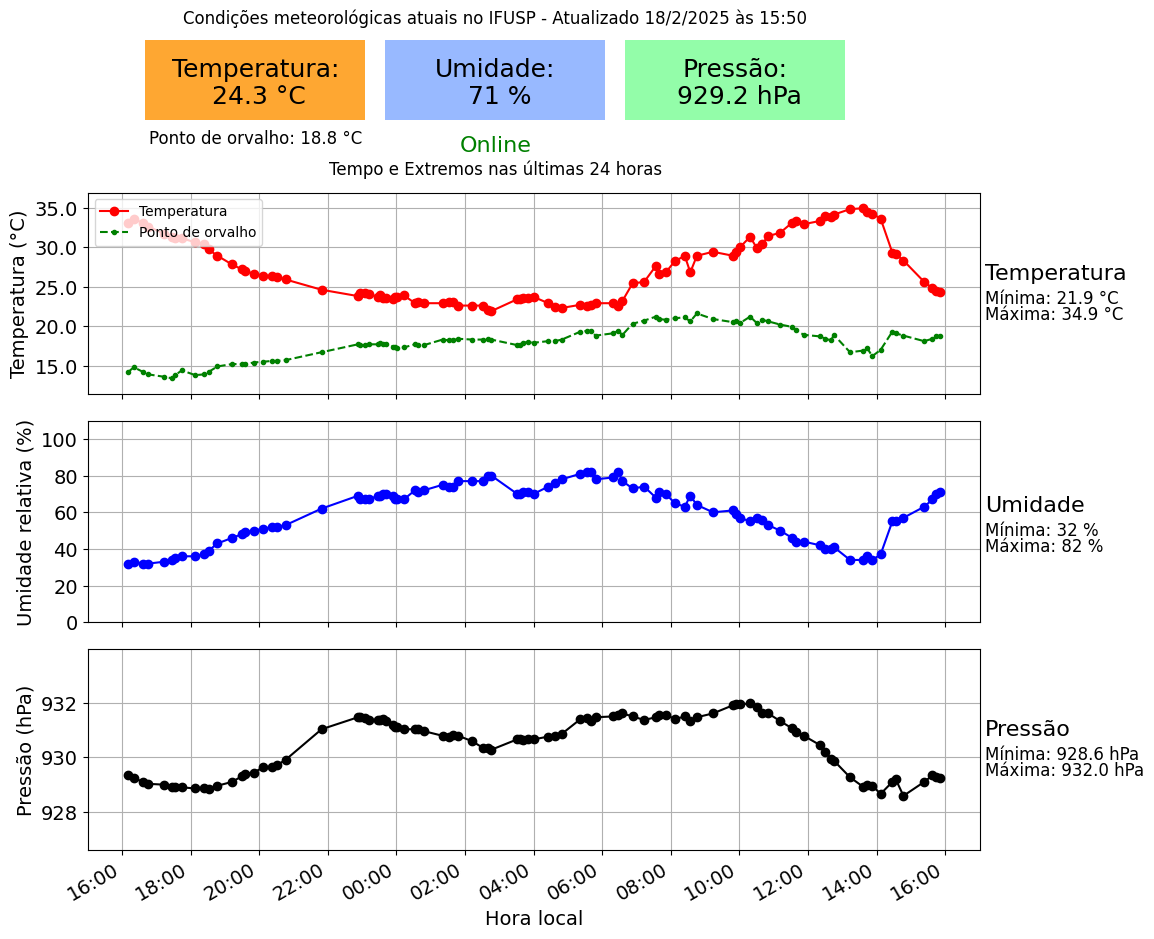 Condições meteorológicas atuais no IFUSP - Atualizado 18/2/2025 às 15:50
Temperatura:
24.3 °C
Umidade:
71 %
Pressão:
929.2 hPa
Ponto de orvalho: 18.8 °C
Online
Tempo e Extremos nas últimas 24 horas
Temperatura (°C)
35.0
30.0
25.0
20.0
15.0
Temperatura
Ponto de orvalho
Temperatura
Mínima: 21.9 °C
Máxima: 34.9 °C
Umidade relativa (%)
100
80
60
40
20
0
Umidade
Mínima: 32 %
Máxima: 82 %
Pressão (hPa)
932
930
928
Pressão
Mínima: 928.6 hPa
Máxima: 932.0 hPa
16:00
18:00
20:00
22:00
00:00
02:00
04:00
06:00
08:00
10:00
12:00
14:00
16:00
Hora local